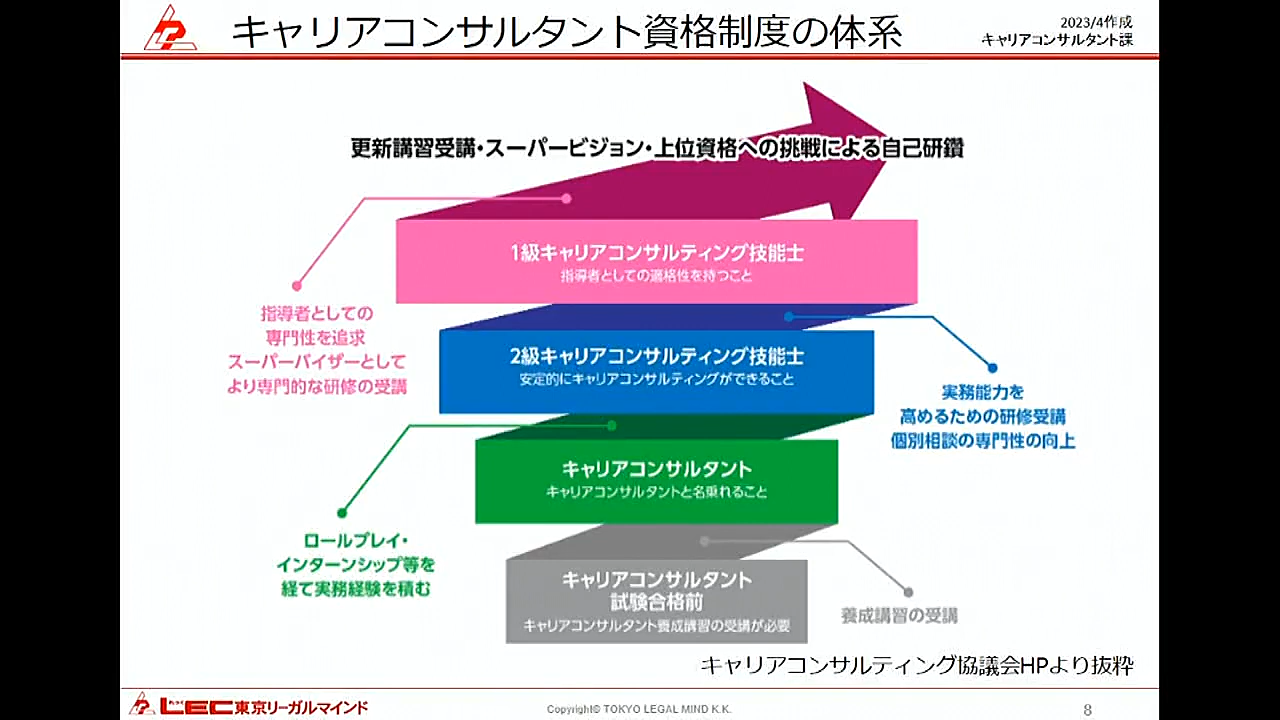 キャリアコンサルタント資格制度の体系
2023/4作成
キャリアコンサルタント課
更新講習受講・スーパービジョン・上位資格への挑戦による自己研鑽
1級キャリアコンサルティング技能士
指導者としての適格性を持つこと
指導者としての
専門性を追求
スーパーバイザーとして
より専門的な研修の受講
2級キャリアコンサルティング技能士
安定的にキャリアコンサルティングができること
実務能力を
高めるための研修受講
個別相談の専門性の向上
キャリアコンサルタント
キャリアコンサルタントと名乗れること
ロールプレイ・
インターンシップ等を
経て実務経験を積む
キャリアコンサルタント
試験合格前
キャリアコンサルタント養成講習の受講が必要
養成講習の受講
キャリアコンサルティング協議会HPより抜粋
LEC東京リーガルマインド
Copyright© TOKYO LEGAL MIND K.K.
8